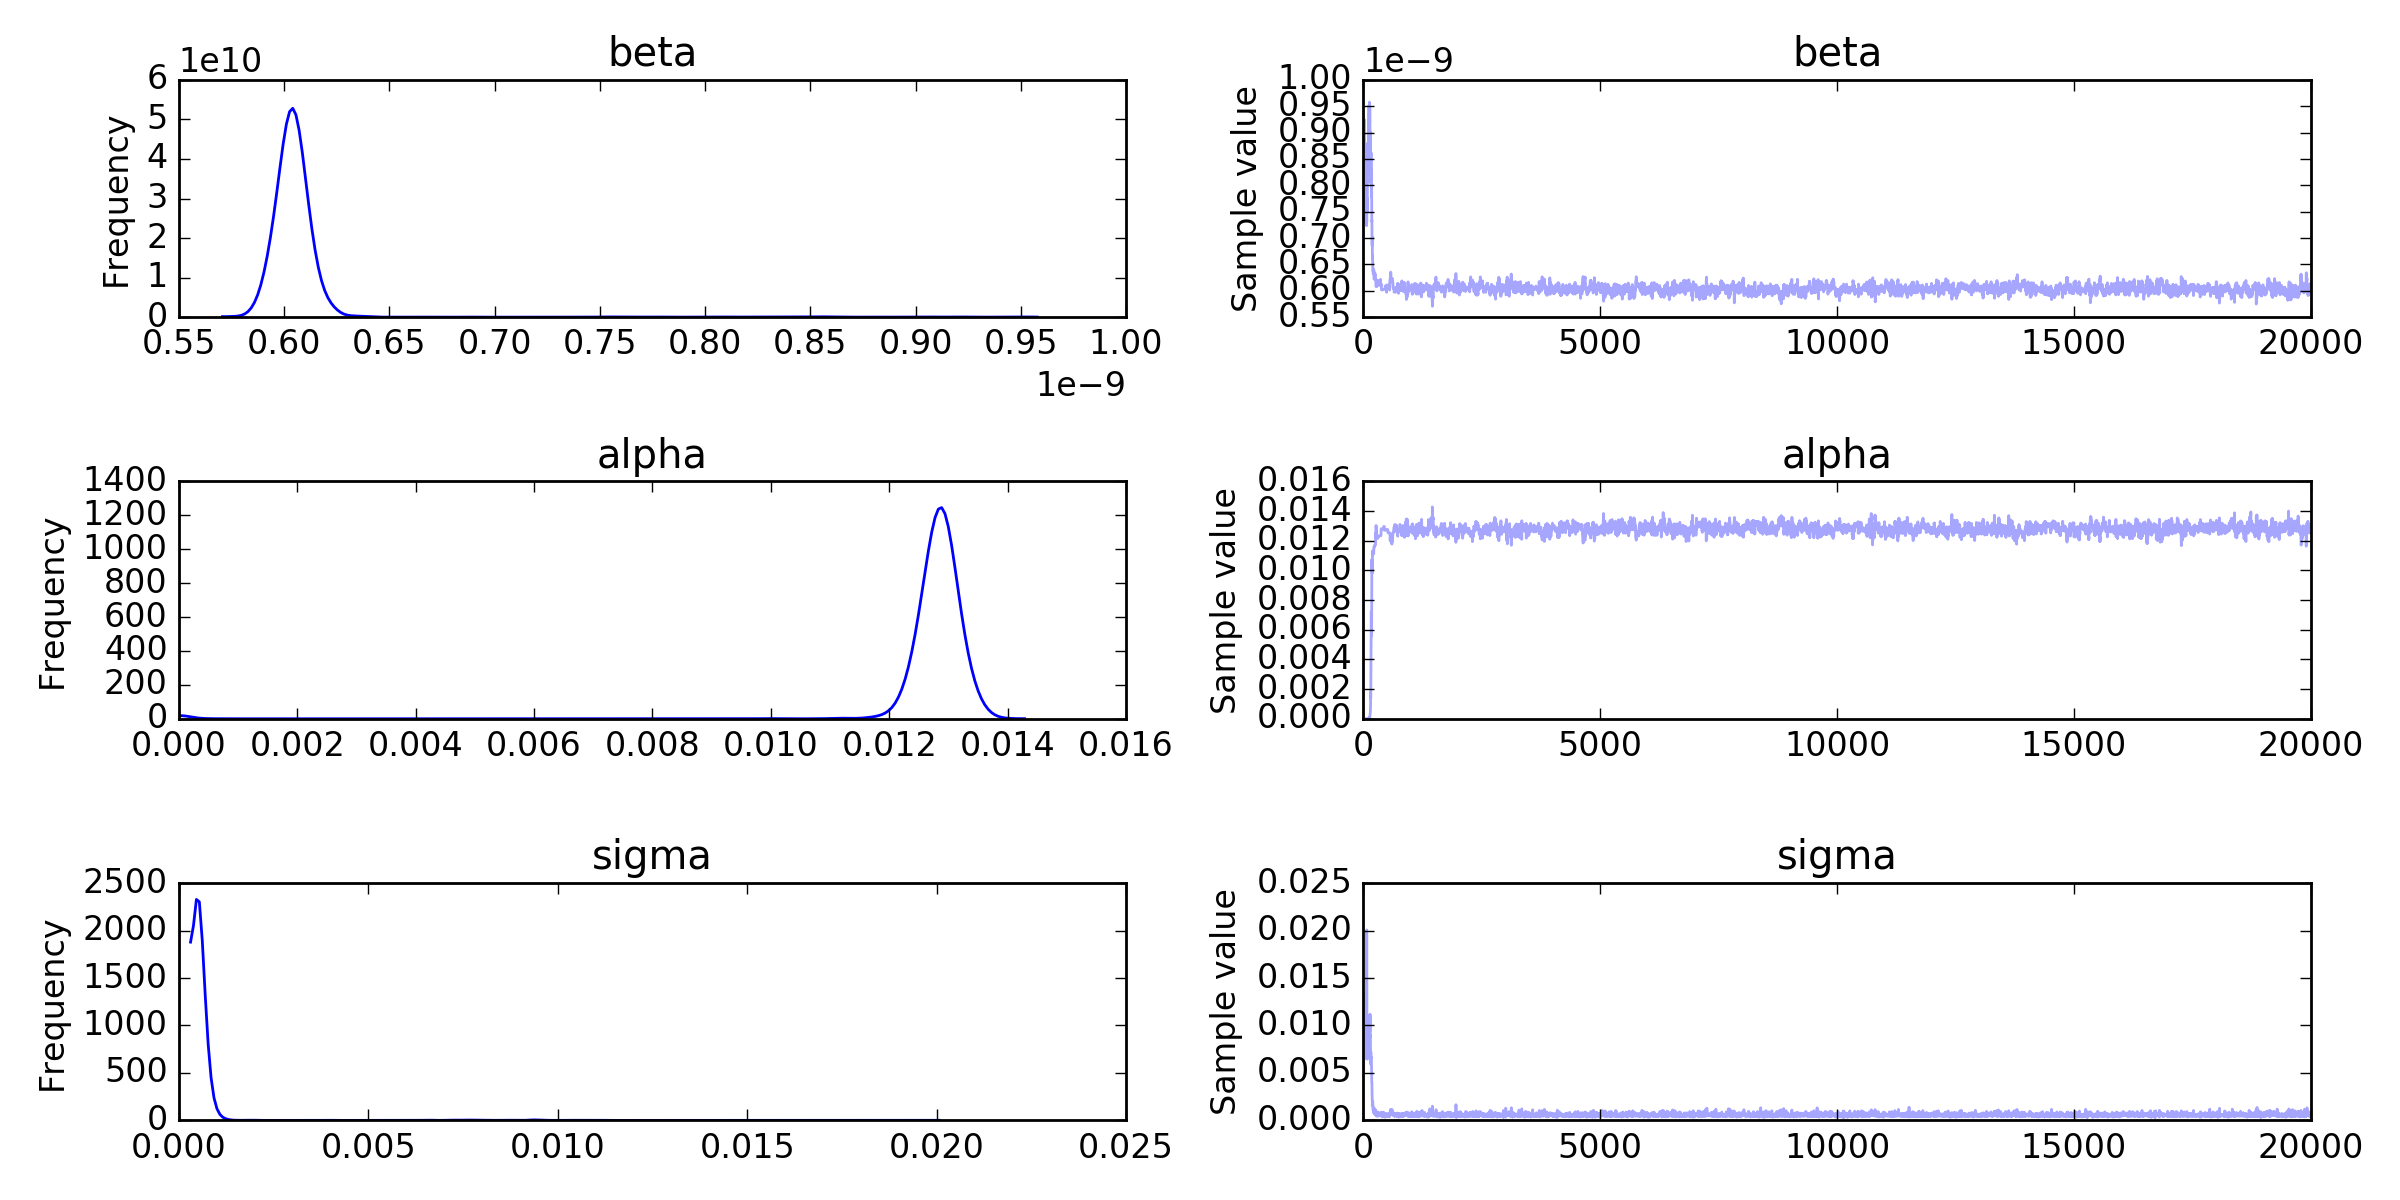 beta
1e10
Frequency
6
5
4
3
2
1
0
0.55 0.60 0.65 0.70 0.75 0.80 0.85 0.90 0.95 1.00
1e−9
beta
1e−9
Sample value
1.00
0.95
0.90
0.85
0.80
0.75
0.70
0.65
0.60
0.55
0 5000 10000 15000 20000
alpha
Frequency
1400
1200
1000
800
600
400
200
0
0.000 0.002 0.004 0.006 0.008 0.010 0.012 0.014 0.016
alpha
Sample value
0.016
0.014
0.012
0.010
0.008
0.006
0.004
0.002
0.000
0 5000 10000 15000 20000
sigma
Frequency
2500
2000
1500
1000
500
0
0.000 0.005 0.010 0.015 0.020 0.025
sigma
Sample value
0.025
0.020
0.015
0.010
0.005
0.000
0 5000 10000 15000 20000